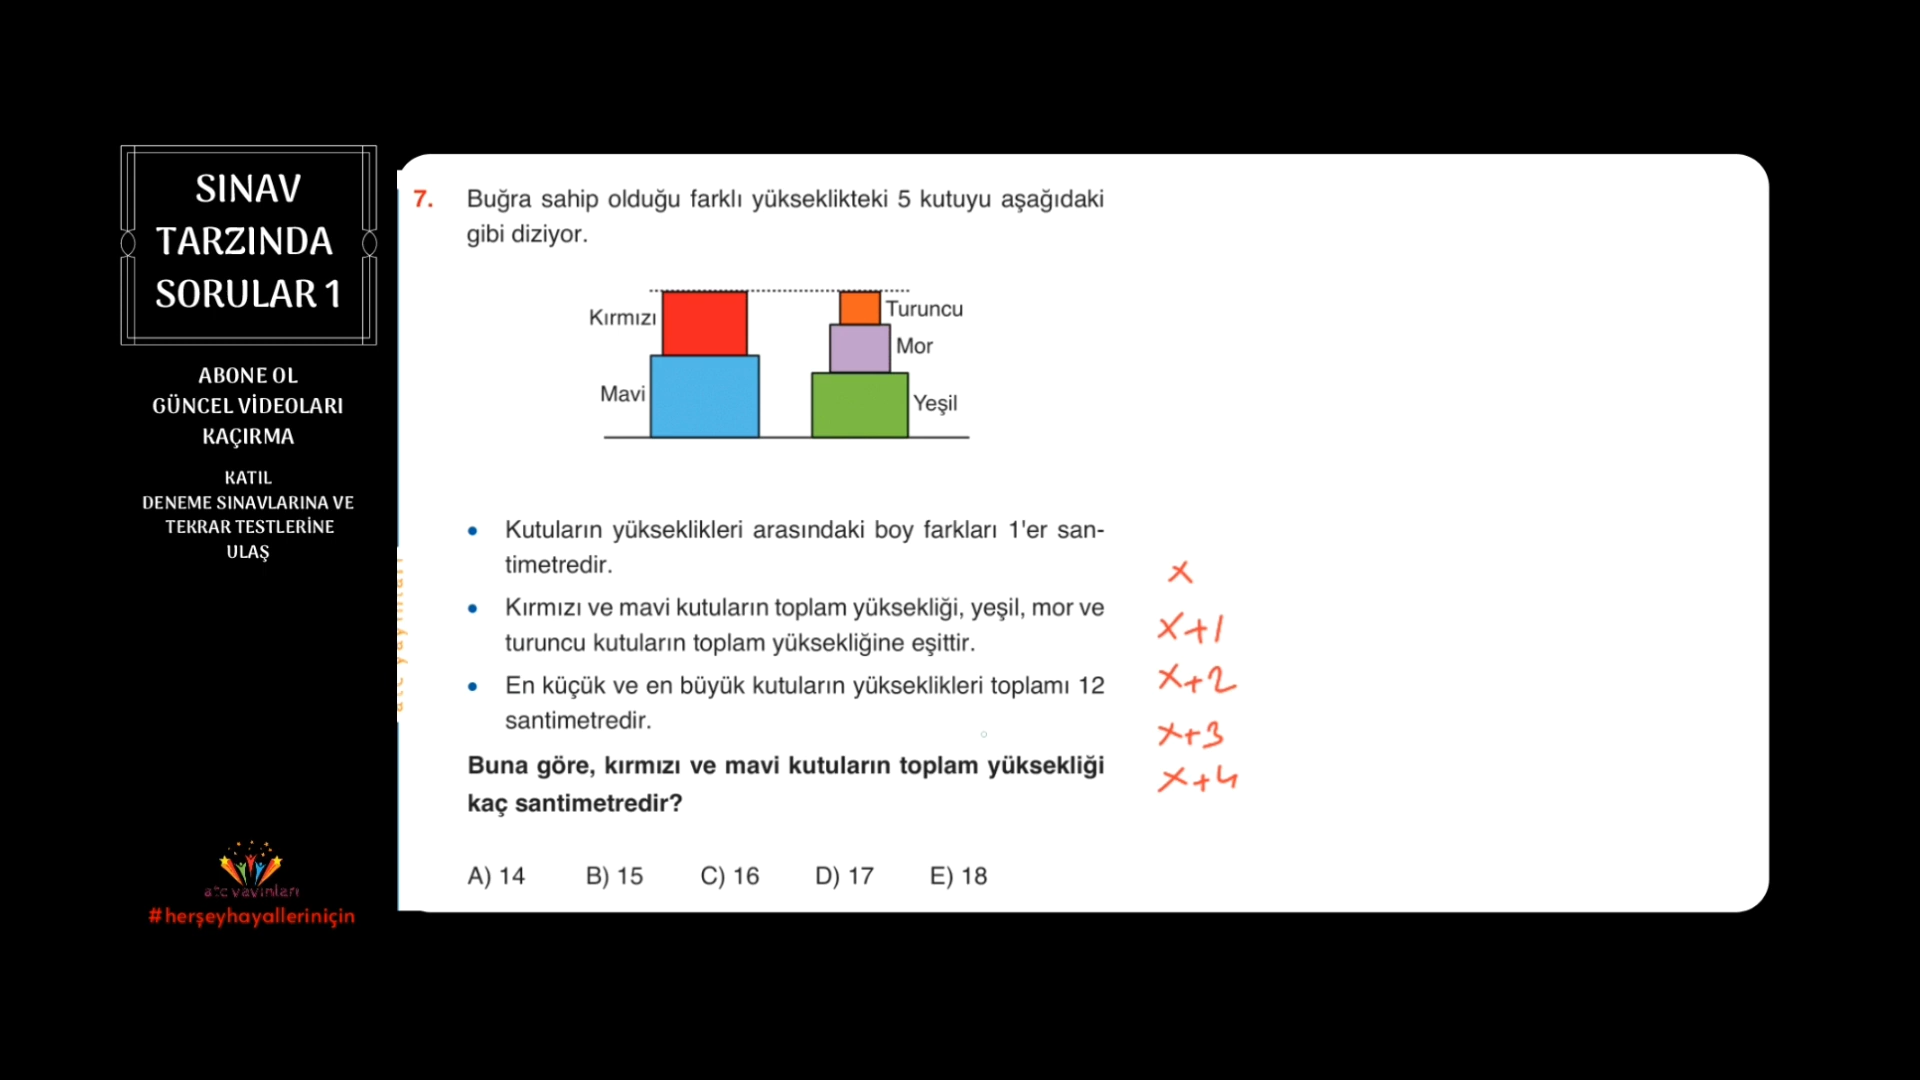 SINAV
TARZINDA
SORULAR 1
ABONE OL
GÜNCEL VİDEOLARI
KAÇIRMA
KATIL
DENEME SINAVLARINA VE
TEKRAR TESTLERİNE
ULAŞ
atc yayınları
#herşeyhayalleriniçin
7. Buğra sahip olduğu farklı yükseklikteki 5 kutuyu aşağıdaki
gibi diziyor.
Kırmızı
Turuncu
Mor
Mavi
Yeşil
• Kutuların yükseklikleri arasındaki boy farkları 1'er san-
timetredir.
• Kırmızı ve mavi kutuların toplam yüksekliği, yeşil, mor ve
turuncu kutuların toplam yüksekliğine eşittir.
• En küçük ve en büyük kutuların yükseklikleri toplamı 12
santimetredir.
Buna göre, kırmızı ve mavi kutuların toplam yüksekliği
kaç santimetredir?
A) 14 B) 15 C) 16 D) 17 E) 18
x
x+1
x+2
x+3
x+4